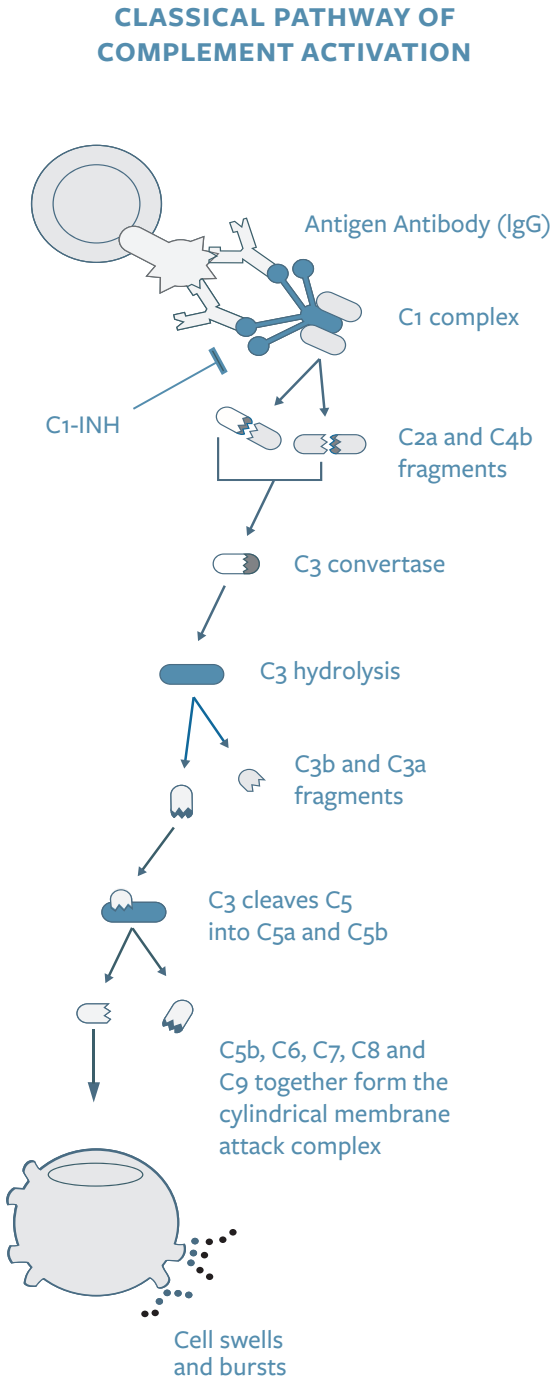 CLASSICAL PATHWAY OF
COMPLEMENT ACTIVATION
Antigen Antibody (lgG)
C1 complex
C1-INH
C2a and C4b
fragments
C3 convertase
C3 hydrolysis
C3b and C3a
fragments
C3 cleaves C5
into C5a and C5b
C5b, C6, C7, C8 and
C9 together form the
cylindrical membrane
attack complex
Cell swells
and bursts